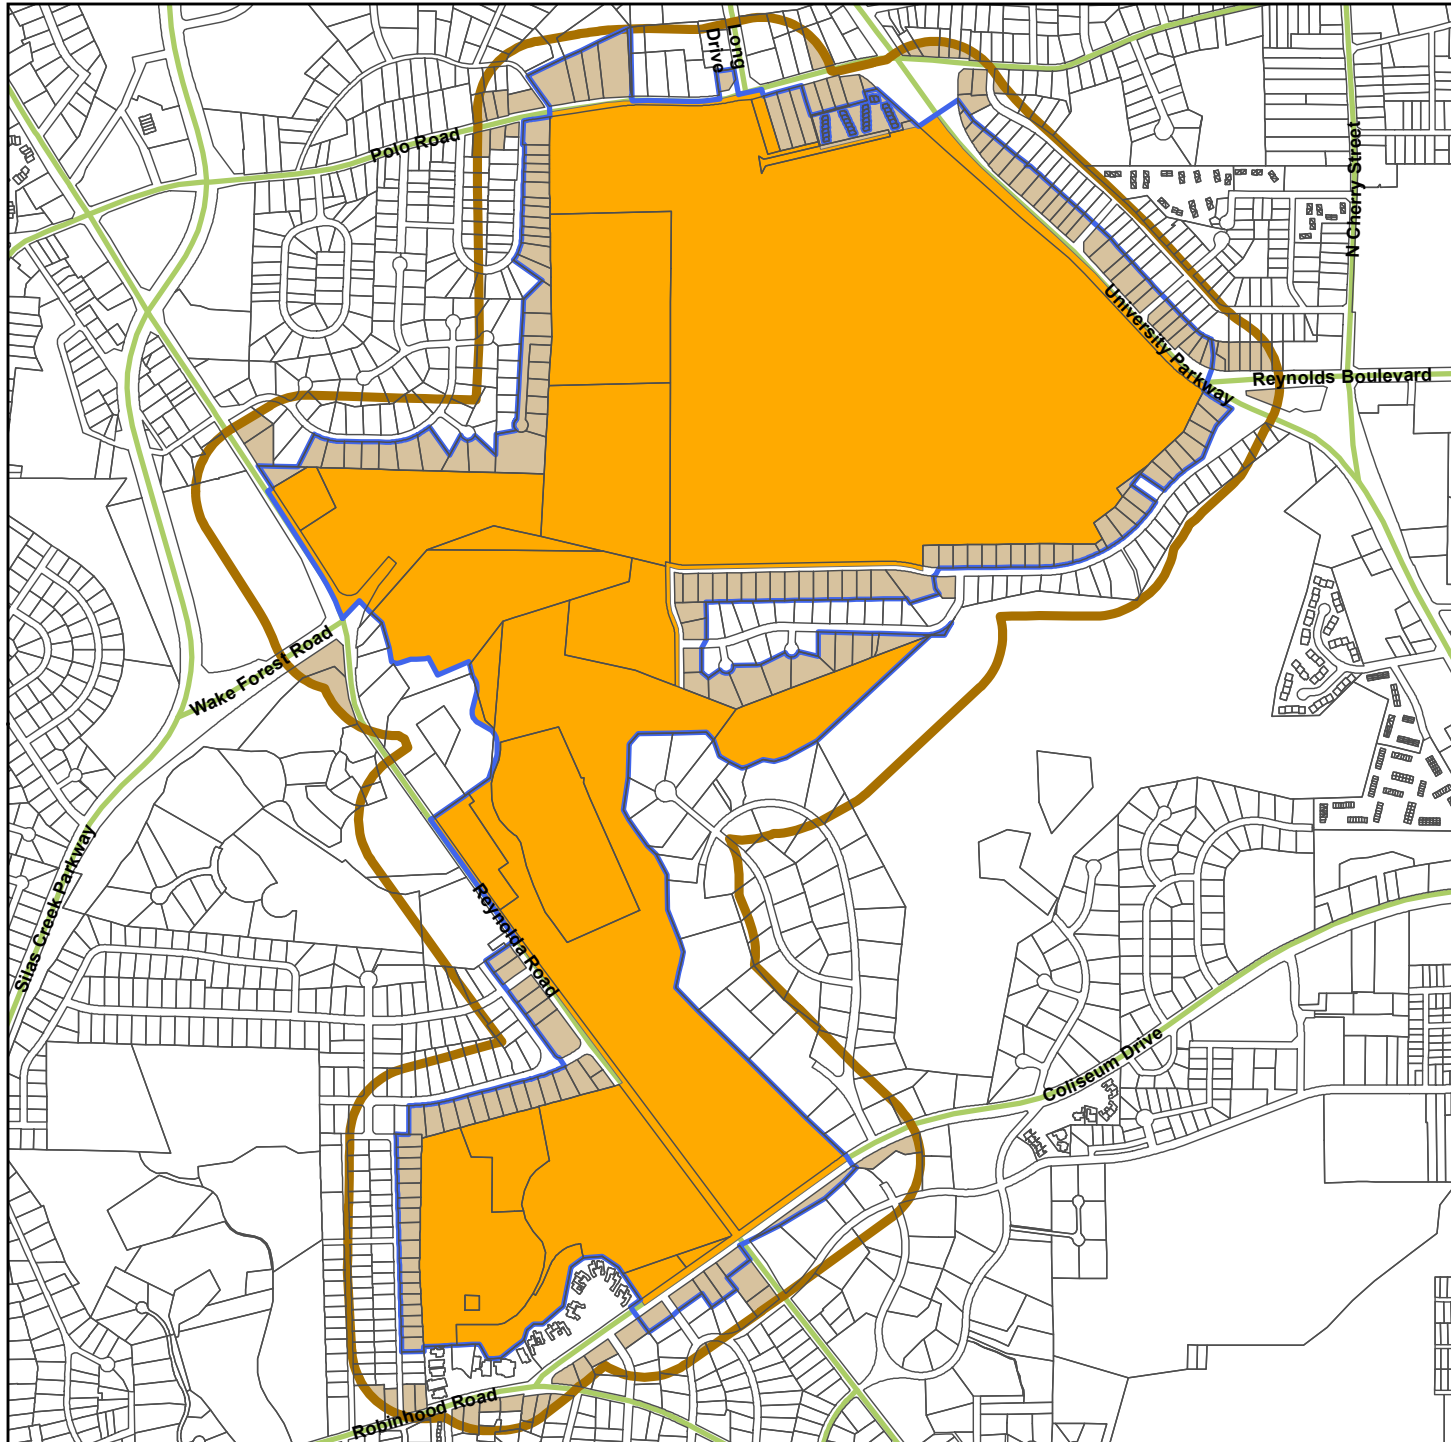 Long
Drive
Polo Road
N Cherry Street
University Parkway
Reynolds Boulevard
Wake Forest Road
Silas Creek Parkway
Reynolda Road
Coliseum Drive
Robinhood Road